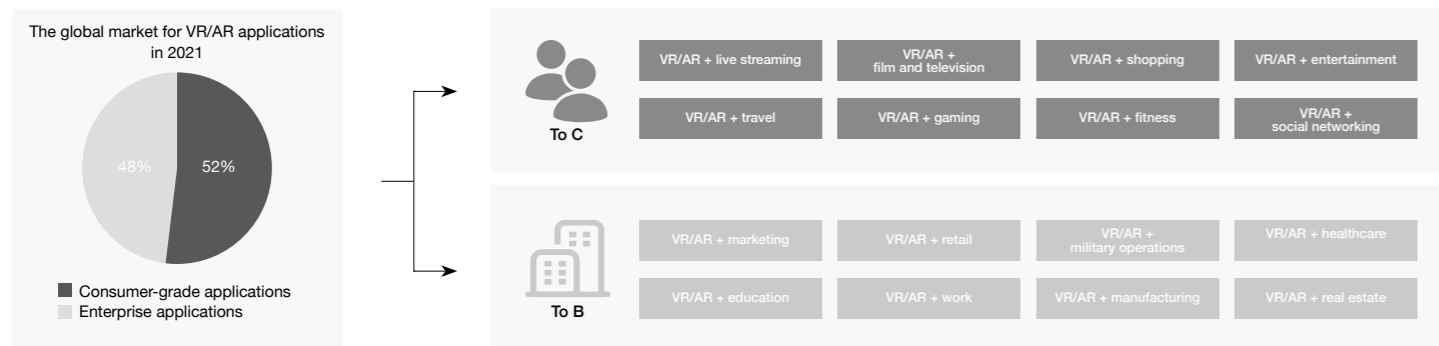 The global market for VR/AR applications
in 2021
48%
52%
Consumer-grade applications
Enterprise applications
To C
VR/AR + live streaming
VR/AR +
film and television
VR/AR + shopping
VR/AR + entertainment
VR/AR + travel
VR/AR + gaming
VR/AR + fitness
VR/AR +
social networking
To B
VR/AR + marketing
VR/AR + retail
VR/AR +
military operations
VR/AR + healthcare
VR/AR + education
VR/AR + work
VR/AR + manufacturing
VR/AR + real estate